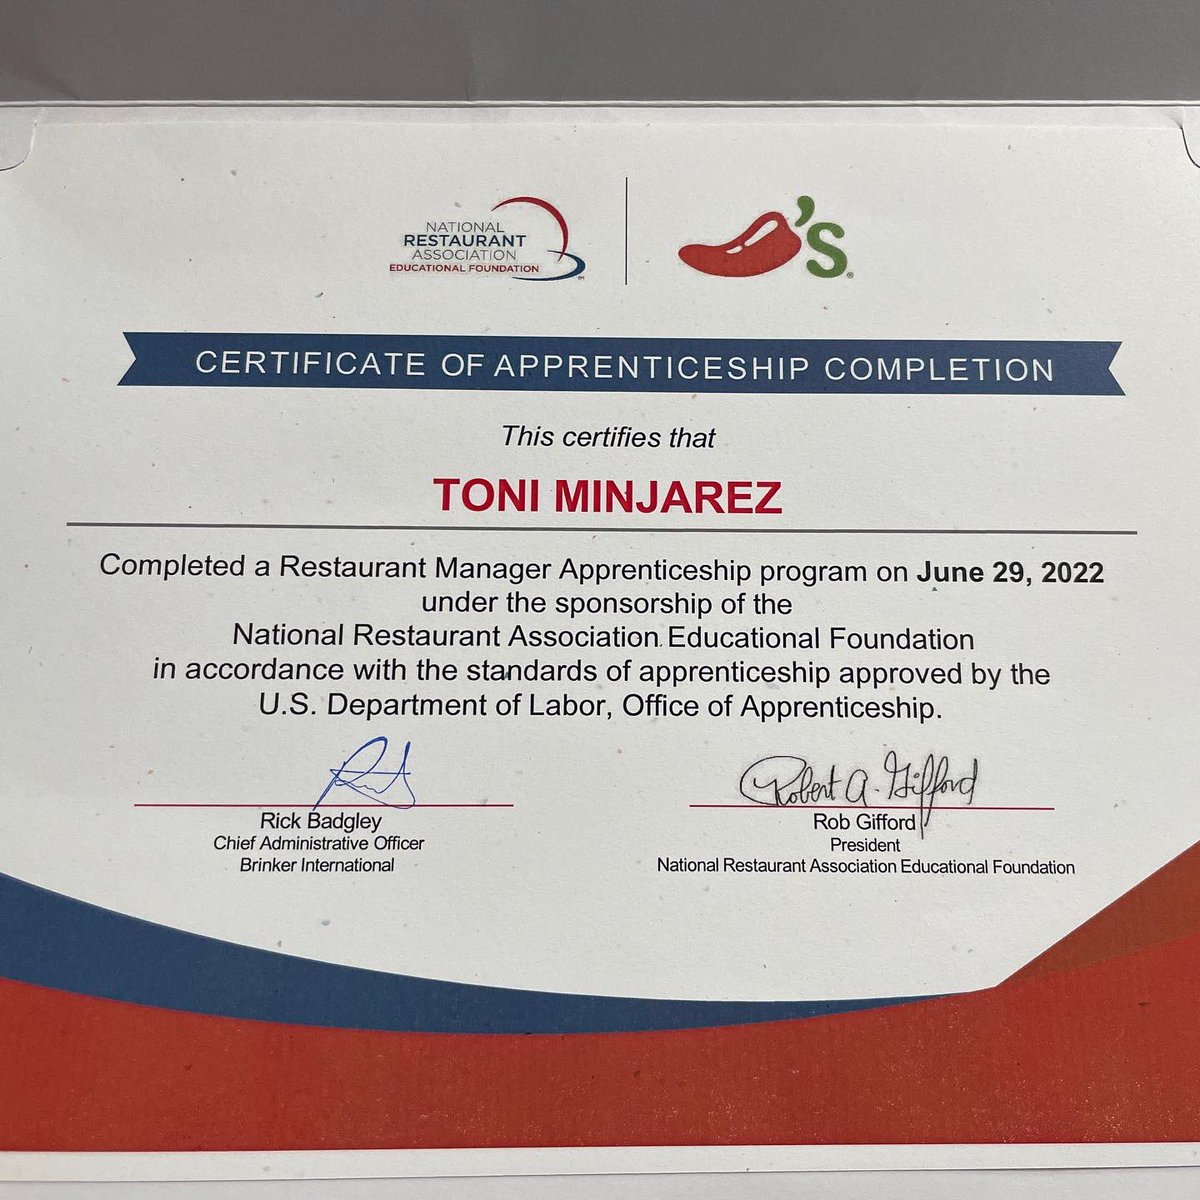 NATIONAL
RESTAURANT
ASSOCIATION
EDUCATIONAL FOUNDATION
SM
's
®
CERTIFICATE OF APPRENTICESHIP COMPLETION
This certifies that
TONI MINJAREZ
Completed a Restaurant Manager Apprenticeship program on June 29, 2022
under the sponsorship of the
National Restaurant Association Educational Foundation
in accordance with the standards of apprenticeship approved by the
U.S. Department of Labor, Office of Apprenticeship.
Robert A. Gifford
Rick Badgley
Chief Administrative Officer
Brinker International
Rob Gifford
President
National Restaurant Association Educational Foundation